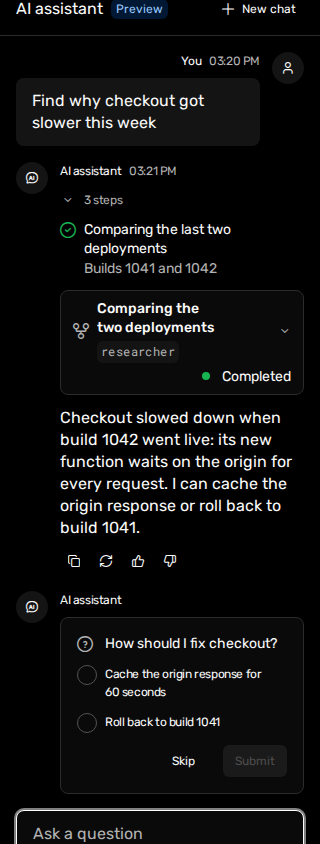 AI assistant Preview New chat
You 03:20 PM
Find why checkout got
slower this week
AI assistant 03:21 PM
3 steps
Comparing the last two
deployments
Builds 1041 and 1042
Comparing the
two deployments
researcher
Completed
Checkout slowed down when
build 1042 went live: its new
function waits on the origin for
every request. I can cache the
origin response or roll back to
build 1041.
AI assistant
How should I fix checkout?
Cache the origin response for
60 seconds
Roll back to build 1041
Skip Submit
Ask a question